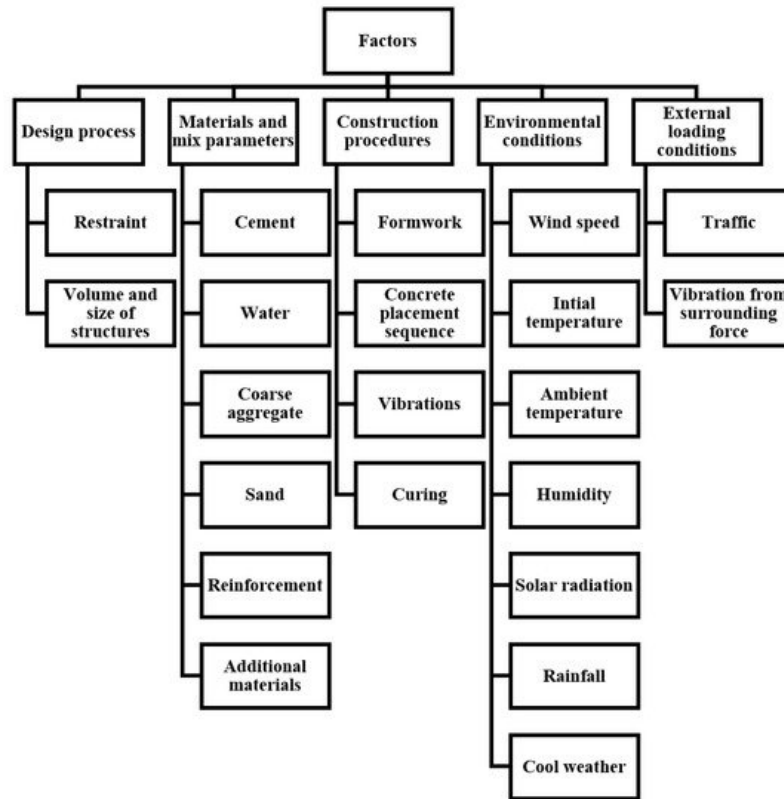 Factors
Design process
Materials and
mix parameters
Construction
procedures
Environmental
conditions
External
loading
conditions
Restraint
Volume and
size of
structures
Cement
Water
Coarse
aggregate
Sand
Reinforcement
Additional
materials
Formwork
Concrete
placement
sequence
Vibrations
Curing
Wind speed
Intial
temperature
Ambient
temperature
Humidity
Solar radiation
Rainfall
Cool weather
Traffic
Vibration from
surrounding
force